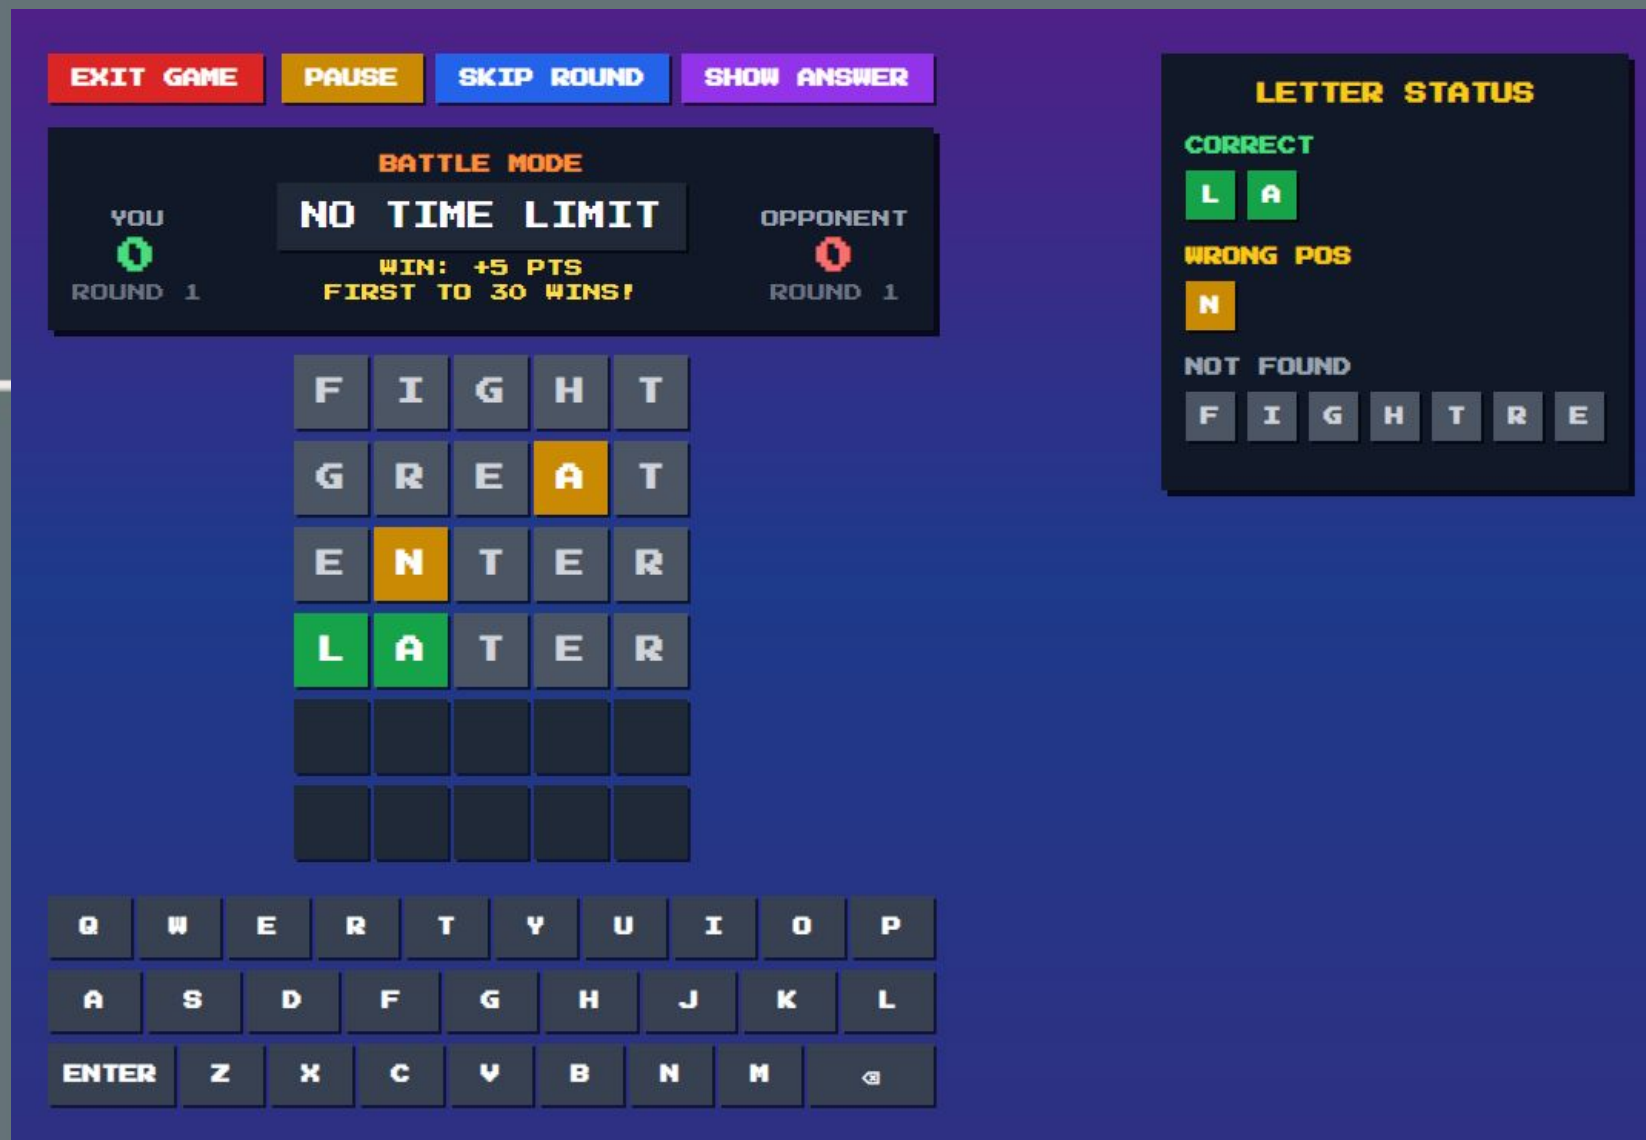 EXIT GAME PAUSE SKIP ROUND SHOW ANSWER
BATTLE MODE
YOU
0
ROUND 1
NO TIME LIMIT
WIN: +5 PTS
FIRST TO 30 WINS!
OPPONENT
0
ROUND 1
F I G H T
G R E A T
E N T E R
L A T E R
Q W E R T Y U I O P
A S D F G H J K L
ENTER Z X C V B N M ⌫
LETTER STATUS
CORRECT
L A
WRONG POS
N
NOT FOUND
F I G H T R E